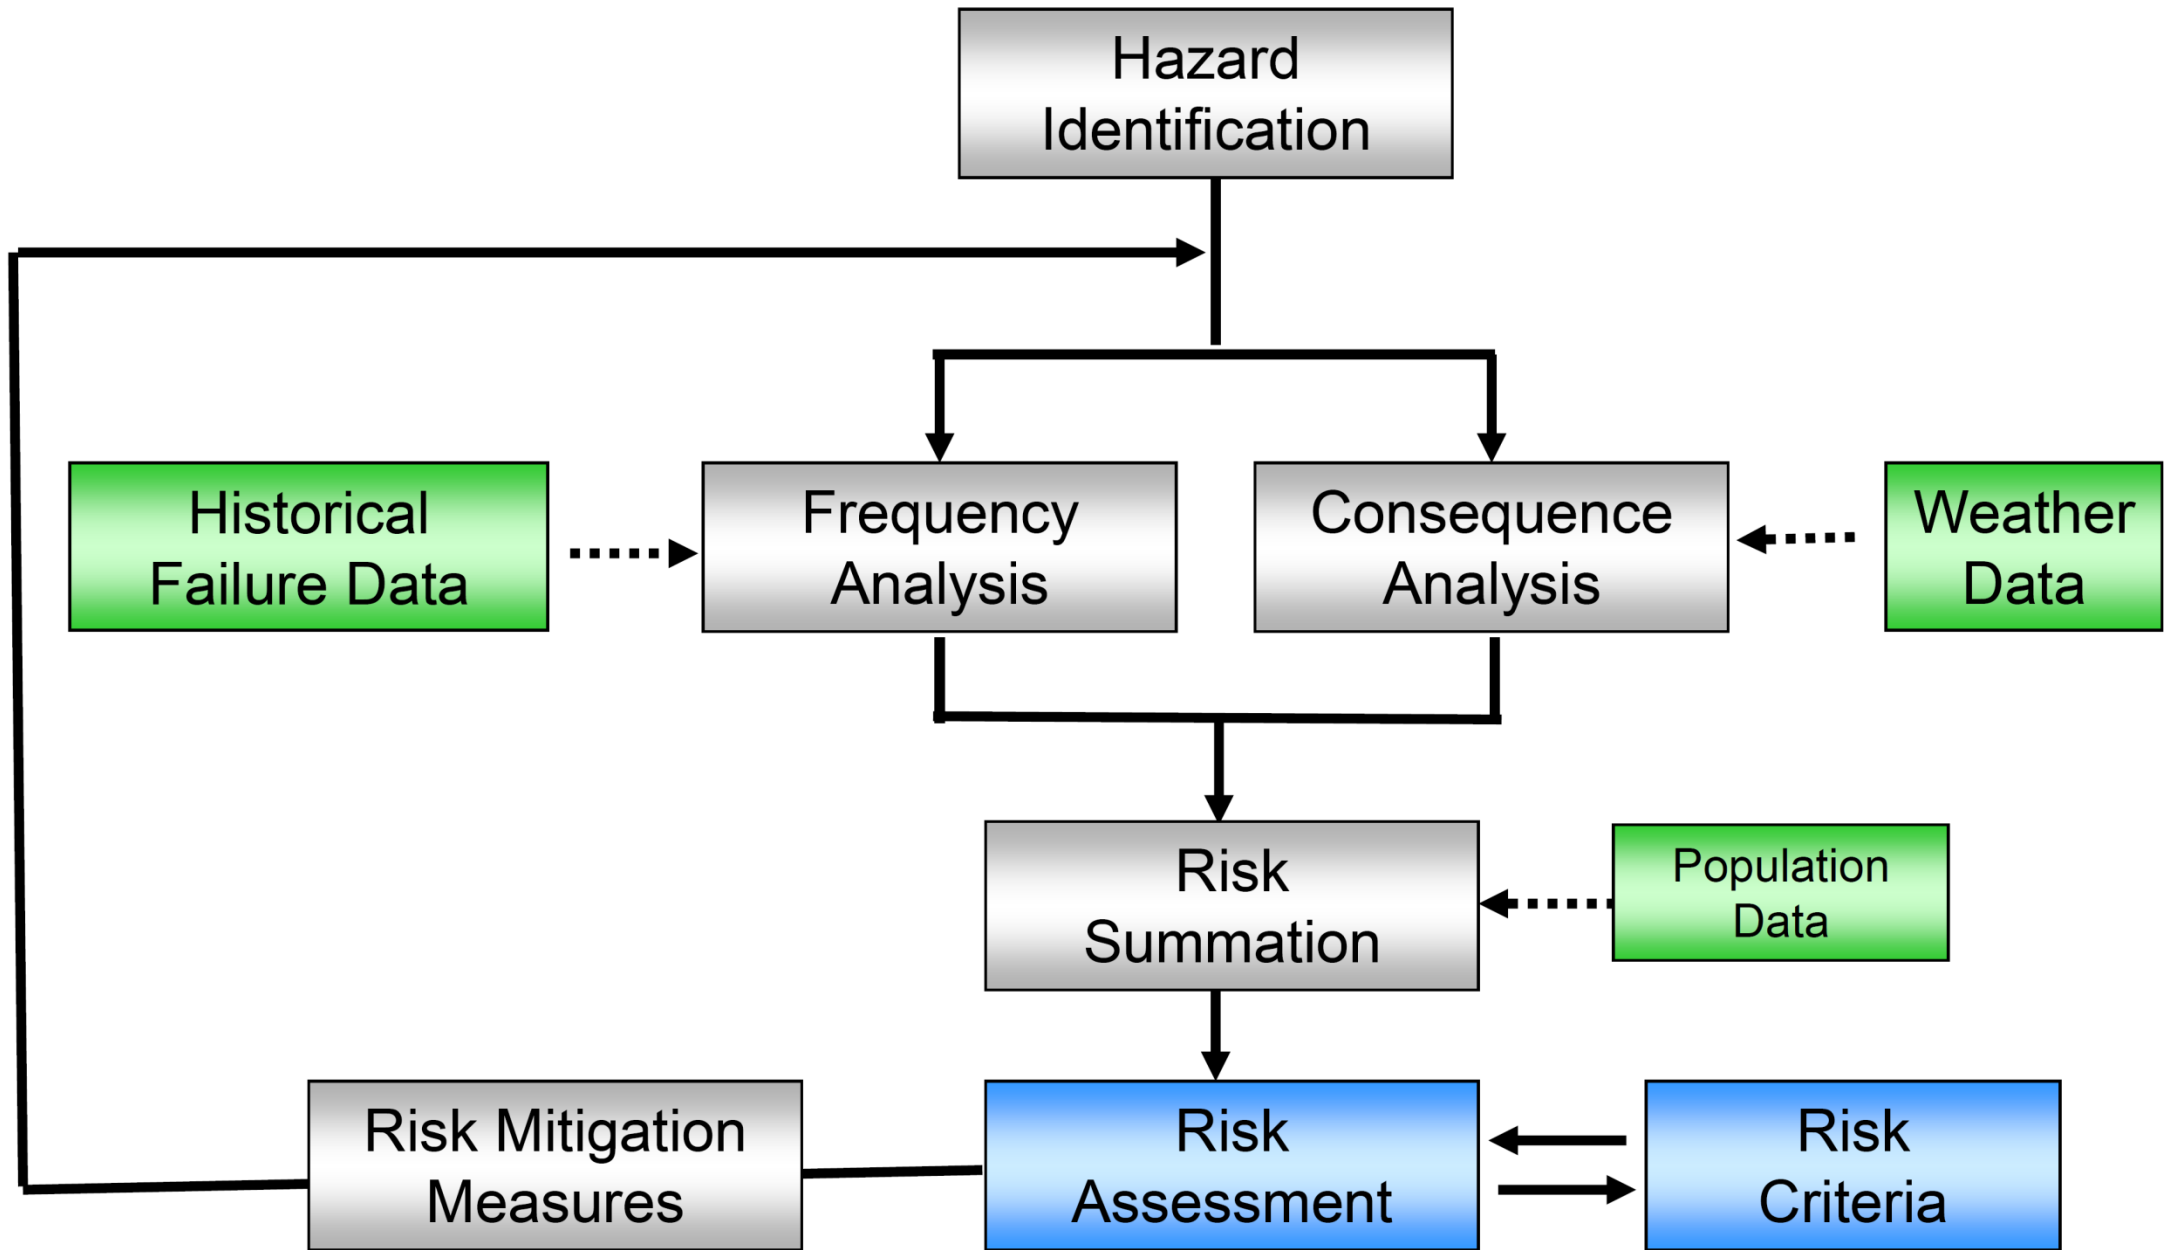 Hazard
Identification
Historical
Failure Data
Frequency
Analysis
Consequence
Analysis
Weather
Data
Risk
Summation
Population
Data
Risk Mitigation
Measures
Risk
Assessment
Risk
Criteria